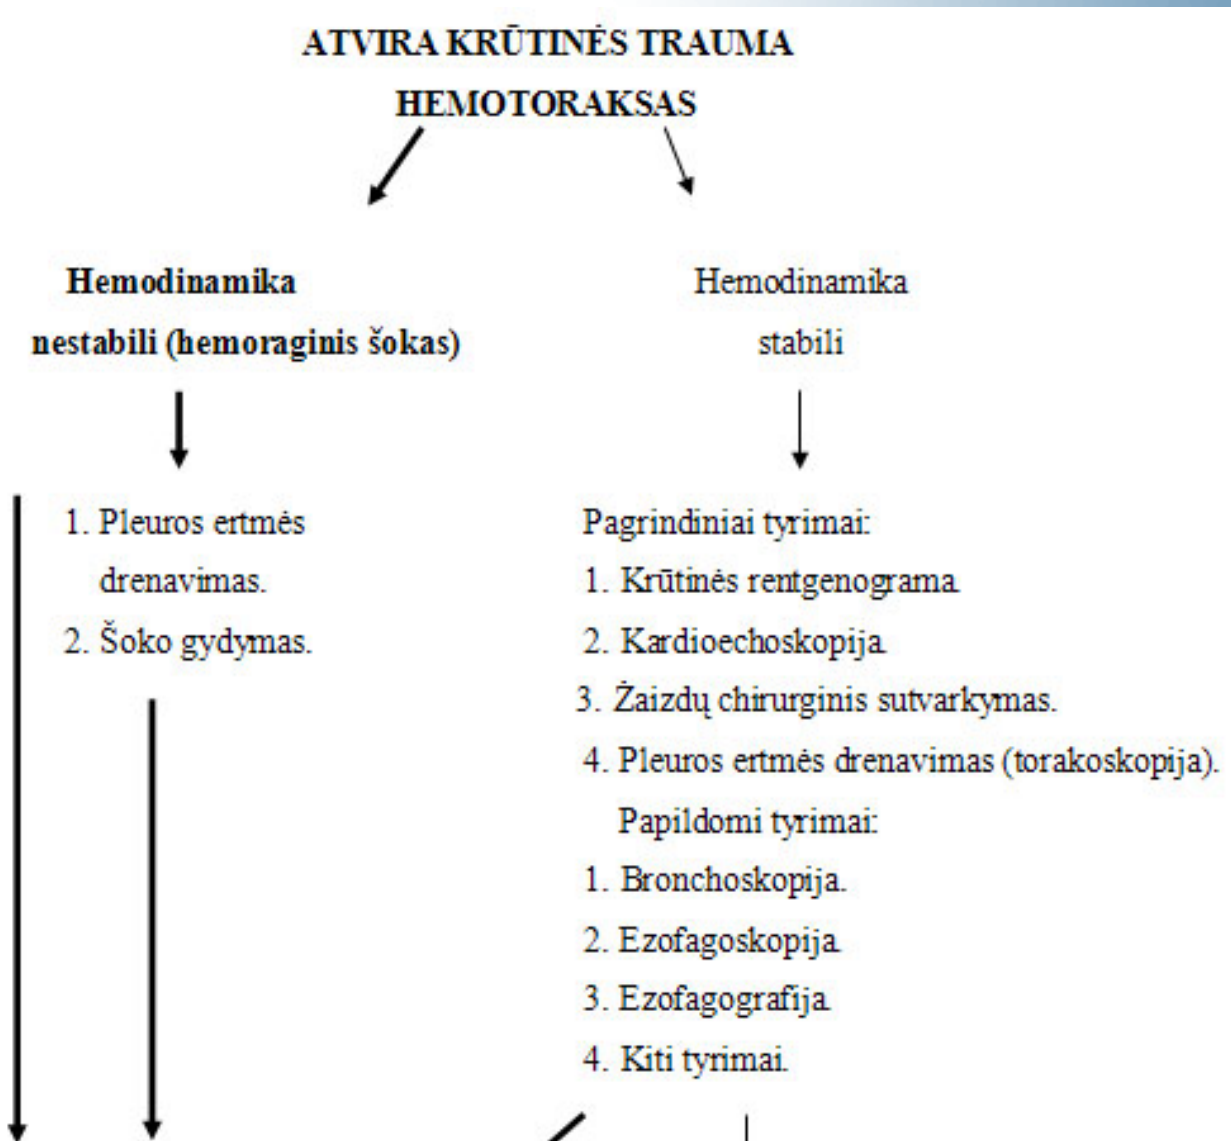 ATVIRA KRŪTINĖS TRAUMA
HEMOTORAKSAS
Hemodinamika
nestabili (hemoraginis šokas)
Hemodinamika
stabili
1. Pleuros ertmės
drenavimas.
2. Šoko gydymas.
Pagrindiniai tyrimai:
1. Krūtinės rentgenograma.
2. Kardioechoskopija.
3. Žaizdų chirurginis sutvarkymas.
4. Pleuros ertmės drenavimas (torakoskopija).
Papildomi tyrimai:
1. Bronchoskopija.
2. Ezofagoskopija.
3. Ezofagografija.
4. Kiti tyrimai.